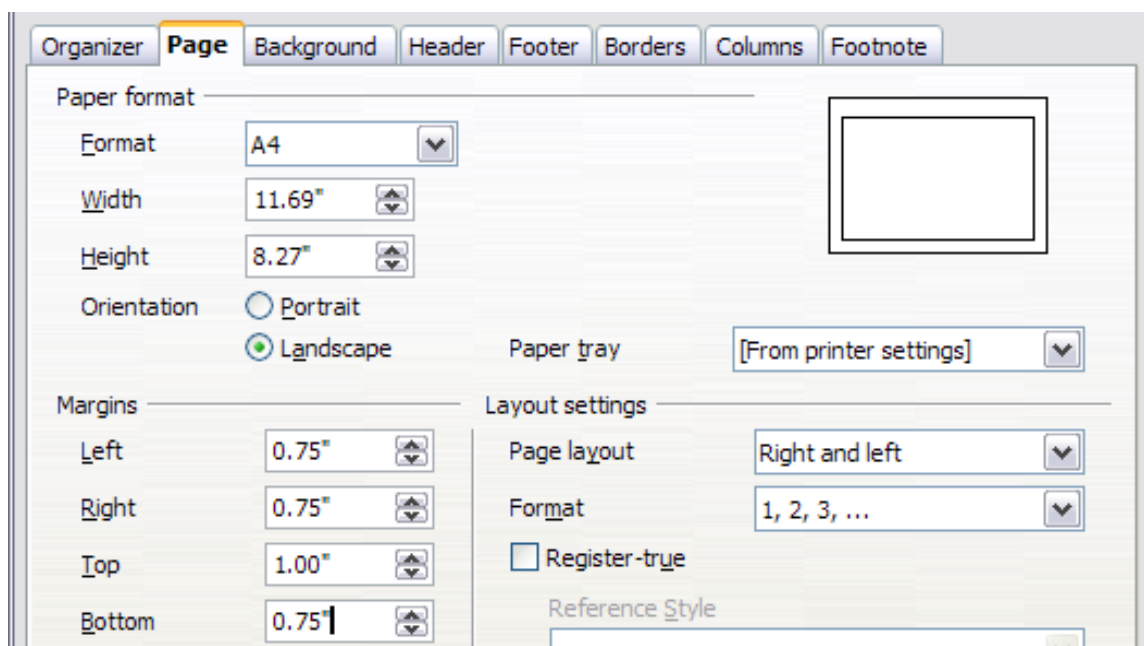 Organizer Page Background Header Footer Borders Columns Footnote
Paper format
Format A4
Width 11.69"
Height 8.27"
Orientation Portrait
Landscape Paper tray [From printer settings]
Margins Layout settings
Left 0.75" Page layout Right and left
Right 0.75" Format 1, 2, 3, ...
Top 1.00" Register-true
Reference Style
Bottom 0.75"